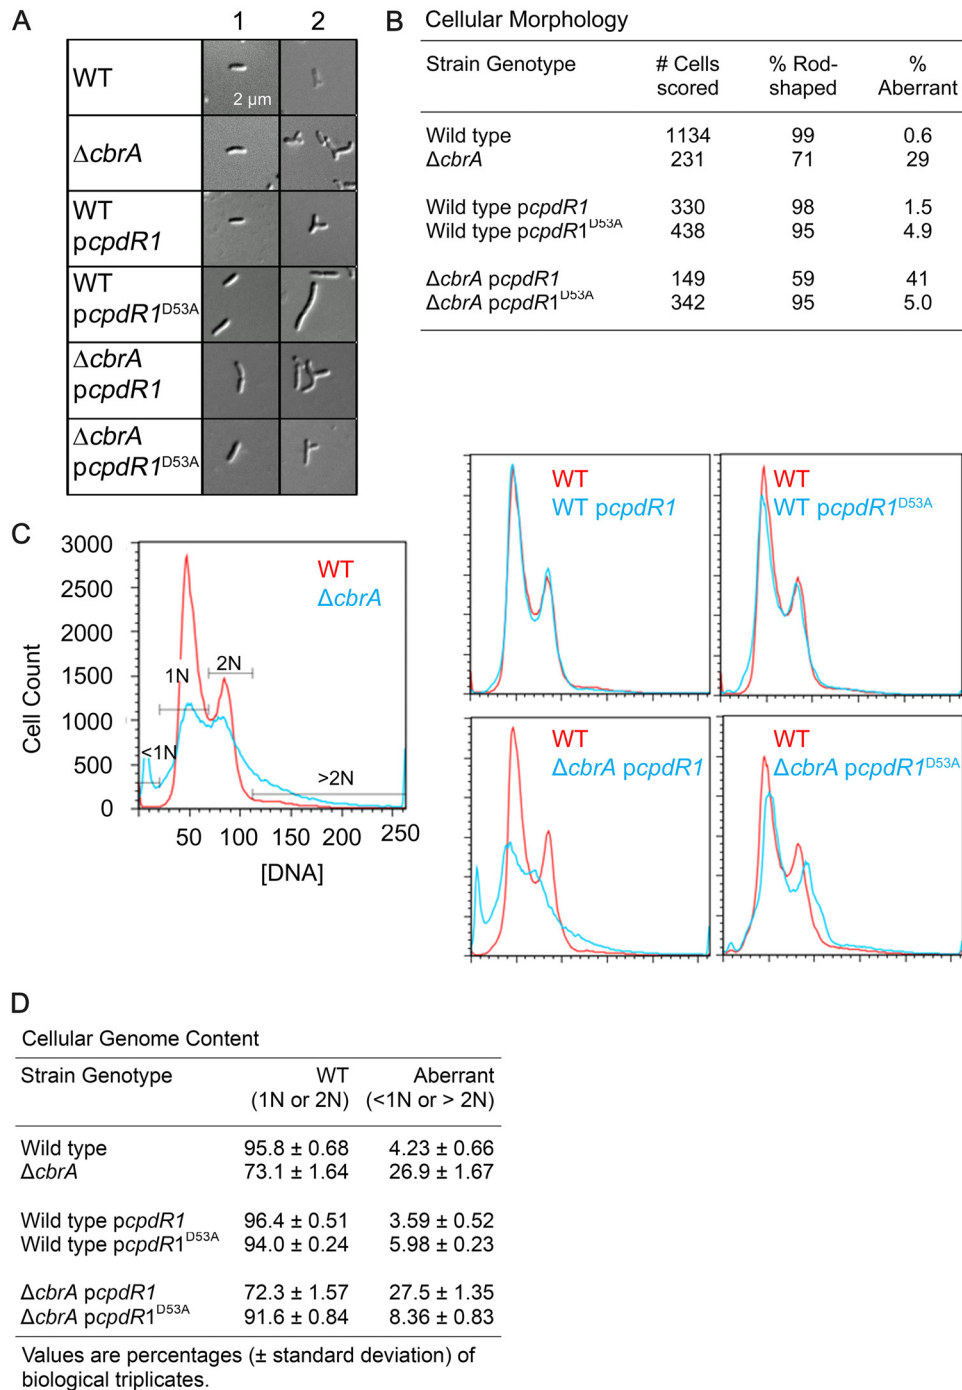 A
1 2
WT
2 µm
ΔcbrA
WT
pcpdR1
WT
pcpdR1D53A
ΔcbrA
pcpdR1
ΔcbrA
pcpdR1D53A
B
Cellular Morphology
Strain Genotype # Cells scored % Rod-shaped % Aberrant
Wild type 1134 99 0.6
ΔcbrA 231 71 29
Wild type pcpdR1 330 98 1.5
Wild type pcpdR1D53A 438 95 4.9
ΔcbrA pcpdR1 149 59 41
ΔcbrA pcpdR1D53A 342 95 5.0
C
3000
2500
2000
1500
1000
500
0
Cell Count
WT
ΔcbrA
<1N
1N
2N
>2N
50 100 150 200 250
[DNA]
WT
WT pcpdR1
WT
WT pcpdR1D53A
WT
ΔcbrA pcpdR1
WT
ΔcbrA pcpdR1D53A
D
Cellular Genome Content
Strain Genotype WT Aberrant
(1N or 2N) (<1N or > 2N)
Wild type 95.8 ± 0.68 4.23 ± 0.66
ΔcbrA 73.1 ± 1.64 26.9 ± 1.67
Wild type pcpdR1 96.4 ± 0.51 3.59 ± 0.52
Wild type pcpdR1D53A 94.0 ± 0.24 5.98 ± 0.23
ΔcbrA pcpdR1 72.3 ± 1.57 27.5 ± 1.35
ΔcbrA pcpdR1D53A 91.6 ± 0.84 8.36 ± 0.83
Values are percentages (± standard deviation) of
biological triplicates.